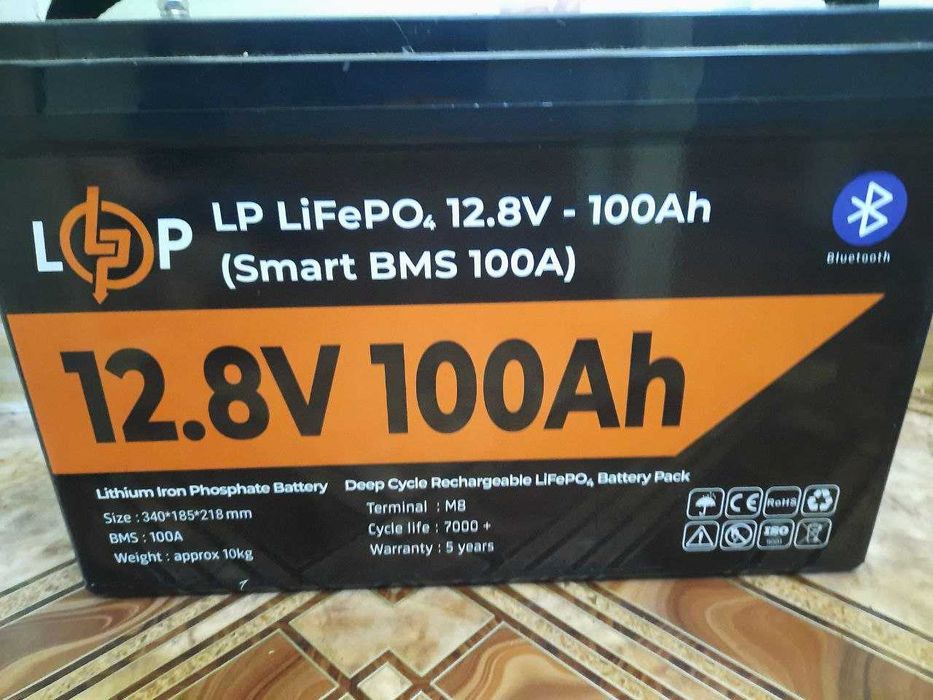 LP
LP LiFePO₄ 12.8V - 100Ah
(Smart BMS 100A)
Bluetooth
12.8V 100Ah
Lithium Iron Phosphate Battery
Size : 340*185*218 mm
BMS : 100A
Weight : approx 10kg
Deep Cycle Rechargeable LiFePO₄ Battery Pack
Terminal : M8
Cycle life : 7000 +
Warranty : 5 years
CE RoHS
ISO
9001